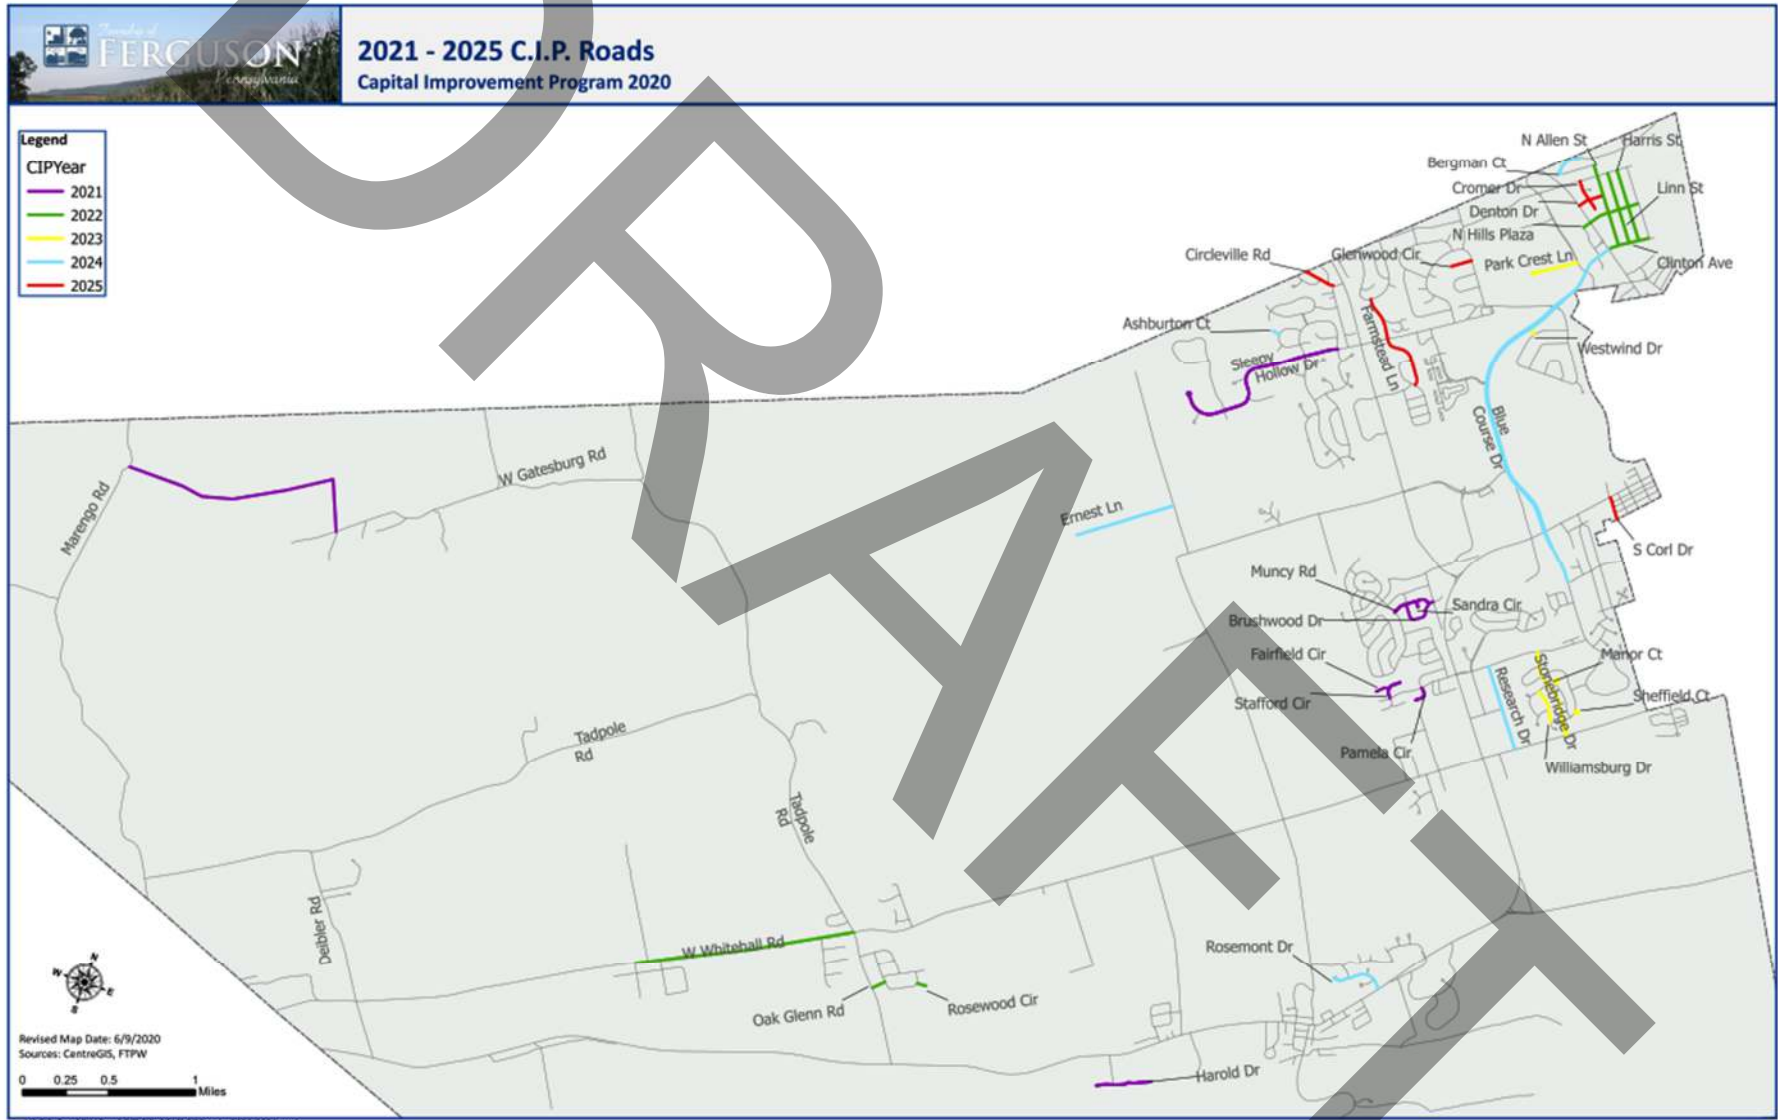 Township of
FERGUSON
Pennsylvania
2021 - 2025 C.I.P. Roads
Capital Improvement Program 2020
Legend
CIPYear
2021
2022
2023
2024
2025
N Allen St
Harris St
Bergman Ct
Cromer Dr
Linn St
Denton Dr
N Hills Plaza
Circleville Rd
Glenwood Cir
Park Crest Ln
Clinton Ave
Ashburton Ct
Farmstead Ln
Westwind Dr
Sleepy
Hollow Dr
Blue
Course Dr
W Gatesburg Rd
Marengo Rd
Ernest Ln
S Corl Dr
Muncy Rd
Sandra Cir
Brushwood Dr
Fairfield Cir
Manor Ct
Stonebridge Dr
Research Dr
Sheffield Ct
Stafford Cir
Pamela Cir
Williamsburg Dr
Tadpole
Rd
Tadpole
Rd
Deibler Rd
W Whitehall Rd
Rosemont Dr
Oak Glenn Rd
Rosewood Cir
Harold Dr
N
W
E
S
Revised Map Date: 6/9/2020
Sources: CentreGIS, FTPW
0 0.25 0.5 1
Miles
DRAFT